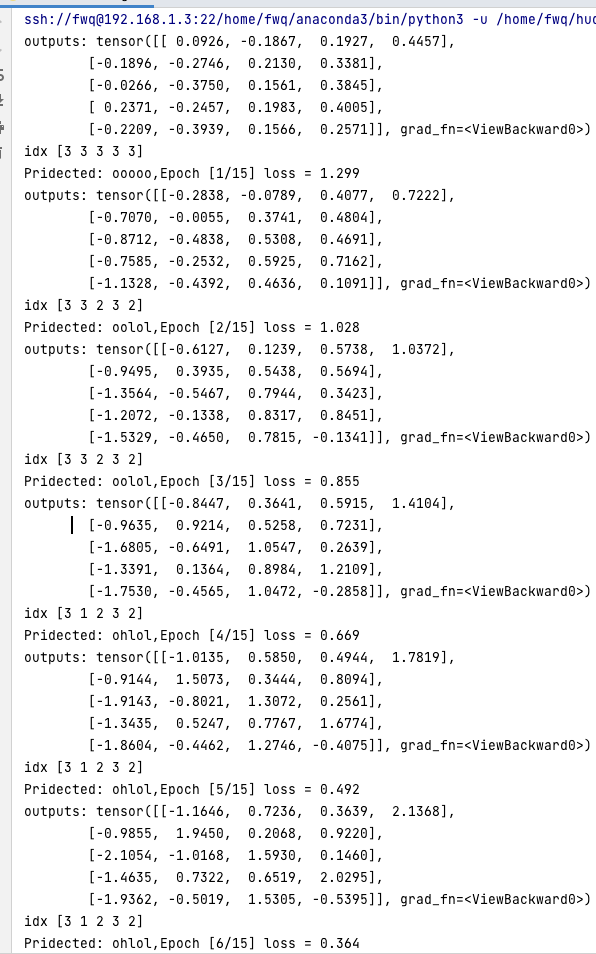 ssh://fwq@192.168.1.3:22/home/fwq/anaconda3/bin/python3 -u /home/fwq/huo
outputs: tensor([[ 0.0926, -0.1867,  0.1927,  0.4457],
        [-0.1896, -0.2746,  0.2130,  0.3381],
        [-0.0266, -0.3750,  0.1561,  0.3845],
        [ 0.2371, -0.2457,  0.1983,  0.4005],
        [-0.2209, -0.3939,  0.1566,  0.2571]], grad_fn=<ViewBackward0>)
idx [3 3 3 3 3]
Pridected: ooooo,Epoch [1/15] loss = 1.299
outputs: tensor([[-0.2838, -0.0789,  0.4077,  0.7222],
        [-0.7070, -0.0055,  0.3741,  0.4804],
        [-0.8712, -0.4838,  0.5308,  0.4691],
        [-0.7585, -0.2532,  0.5925,  0.7162],
        [-1.1328, -0.4392,  0.4636,  0.1091]], grad_fn=<ViewBackward0>)
idx [3 3 2 3 2]
Pridected: oolol,Epoch [2/15] loss = 1.028
outputs: tensor([[-0.6127,  0.1239,  0.5738,  1.0372],
        [-0.9495,  0.3935,  0.5438,  0.5694],
        [-1.3564, -0.5467,  0.7944,  0.3423],
        [-1.2072, -0.1338,  0.8317,  0.8451],
        [-1.5329, -0.4650,  0.7815, -0.1341]], grad_fn=<ViewBackward0>)
idx [3 3 2 3 2]
Pridected: oolol,Epoch [3/15] loss = 0.855
outputs: tensor([[-0.8447,  0.3641,  0.5915,  1.4104],
        [-0.9635,  0.9214,  0.5258,  0.7231],
        [-1.6805, -0.6491,  1.0547,  0.2639],
        [-1.3391,  0.1364,  0.8984,  1.2109],
        [-1.7530, -0.4565,  1.0472, -0.2858]], grad_fn=<ViewBackward0>)
idx [3 1 2 3 2]
Pridected: ohlol,Epoch [4/15] loss = 0.669
outputs: tensor([[-1.0135,  0.5850,  0.4944,  1.7819],
        [-0.9144,  1.5073,  0.3444,  0.8094],
        [-1.9143, -0.8021,  1.3072,  0.2561],
        [-1.3435,  0.5247,  0.7767,  1.6774],
        [-1.8604, -0.4462,  1.2746, -0.4075]], grad_fn=<ViewBackward0>)
idx [3 1 2 3 2]
Pridected: ohlol,Epoch [5/15] loss = 0.492
outputs: tensor([[-1.1646,  0.7236,  0.3639,  2.1368],
        [-0.9855,  1.9450,  0.2068,  0.9220],
        [-2.1054, -1.0168,  1.5930,  0.1460],
        [-1.4635,  0.7322,  0.6519,  2.0295],
        [-1.9362, -0.5019,  1.5305, -0.5395]], grad_fn=<ViewBackward0>)
idx [3 1 2 3 2]
Pridected: ohlol,Epoch [6/15] loss = 0.364